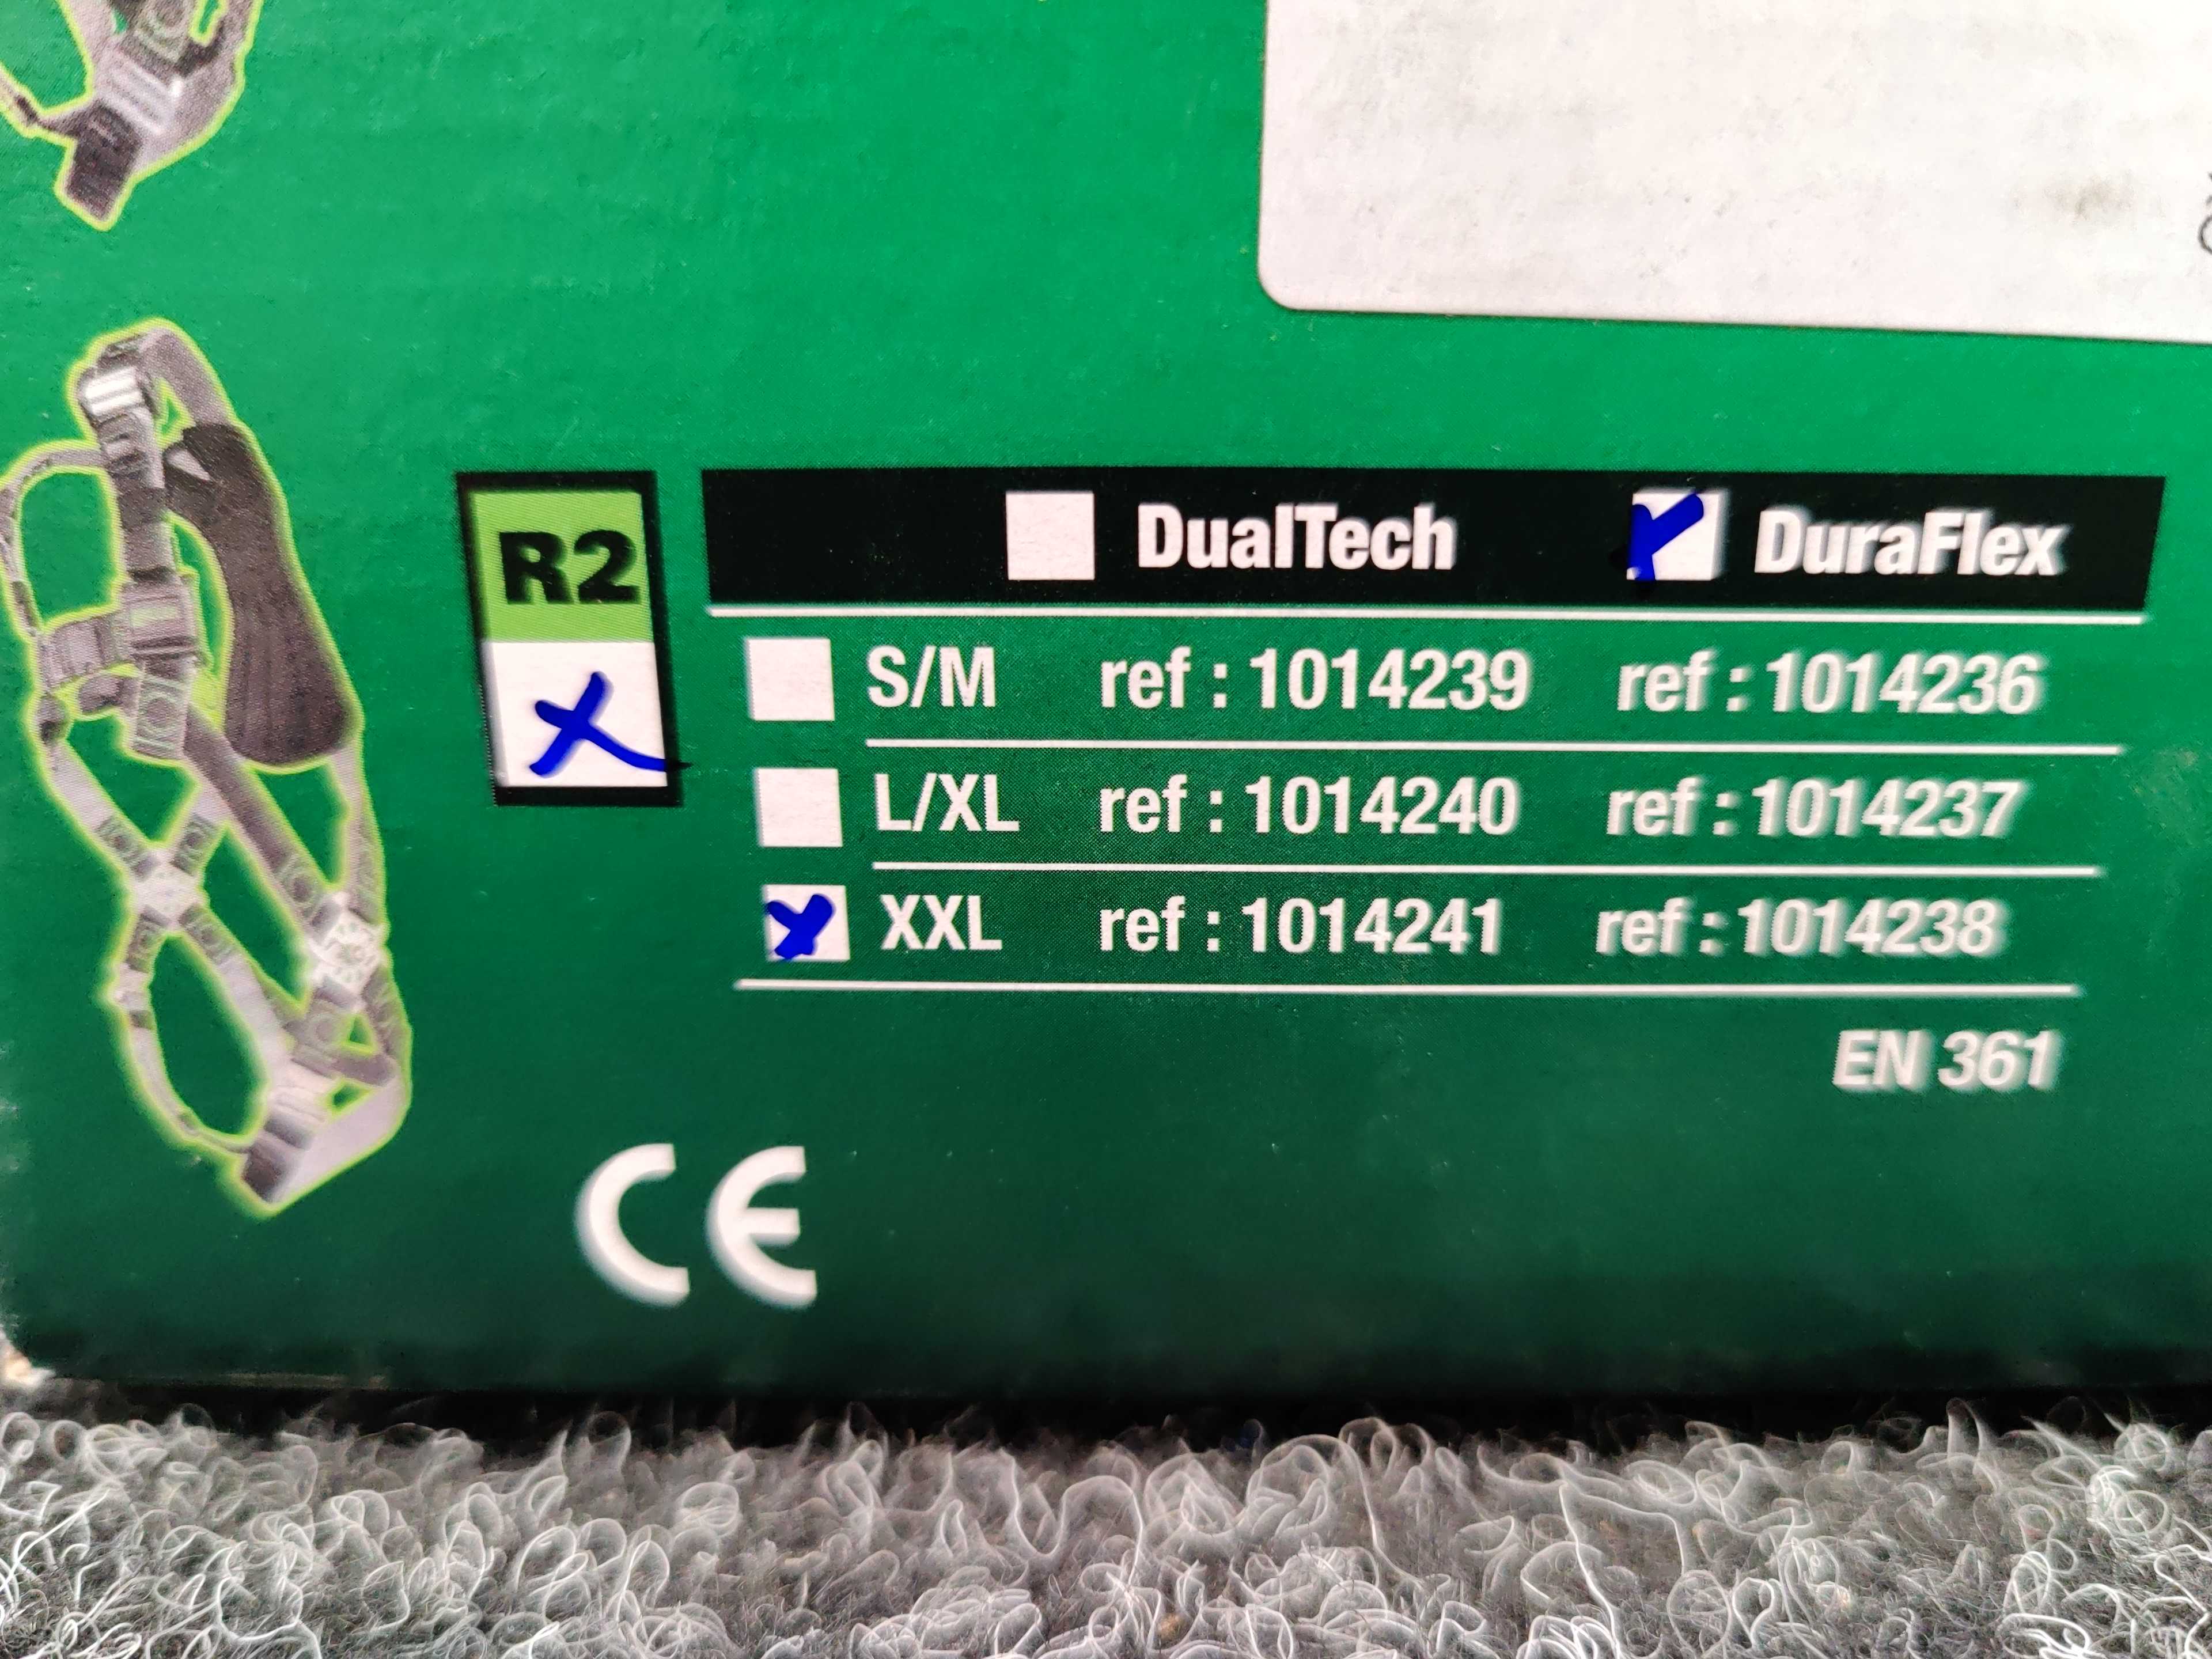 R2
DualTech DuraFlex
S/M ref : 1014239 ref : 1014236
L/XL ref : 1014240 ref : 1014237
XXL ref : 1014241 ref : 1014238
EN 361
CE